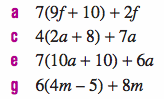 a 7(9f + 10) + 2f
c 4(2a + 8) + 7a
e 7(10a + 10) + 6a
g 6(4m − 5) + 8m